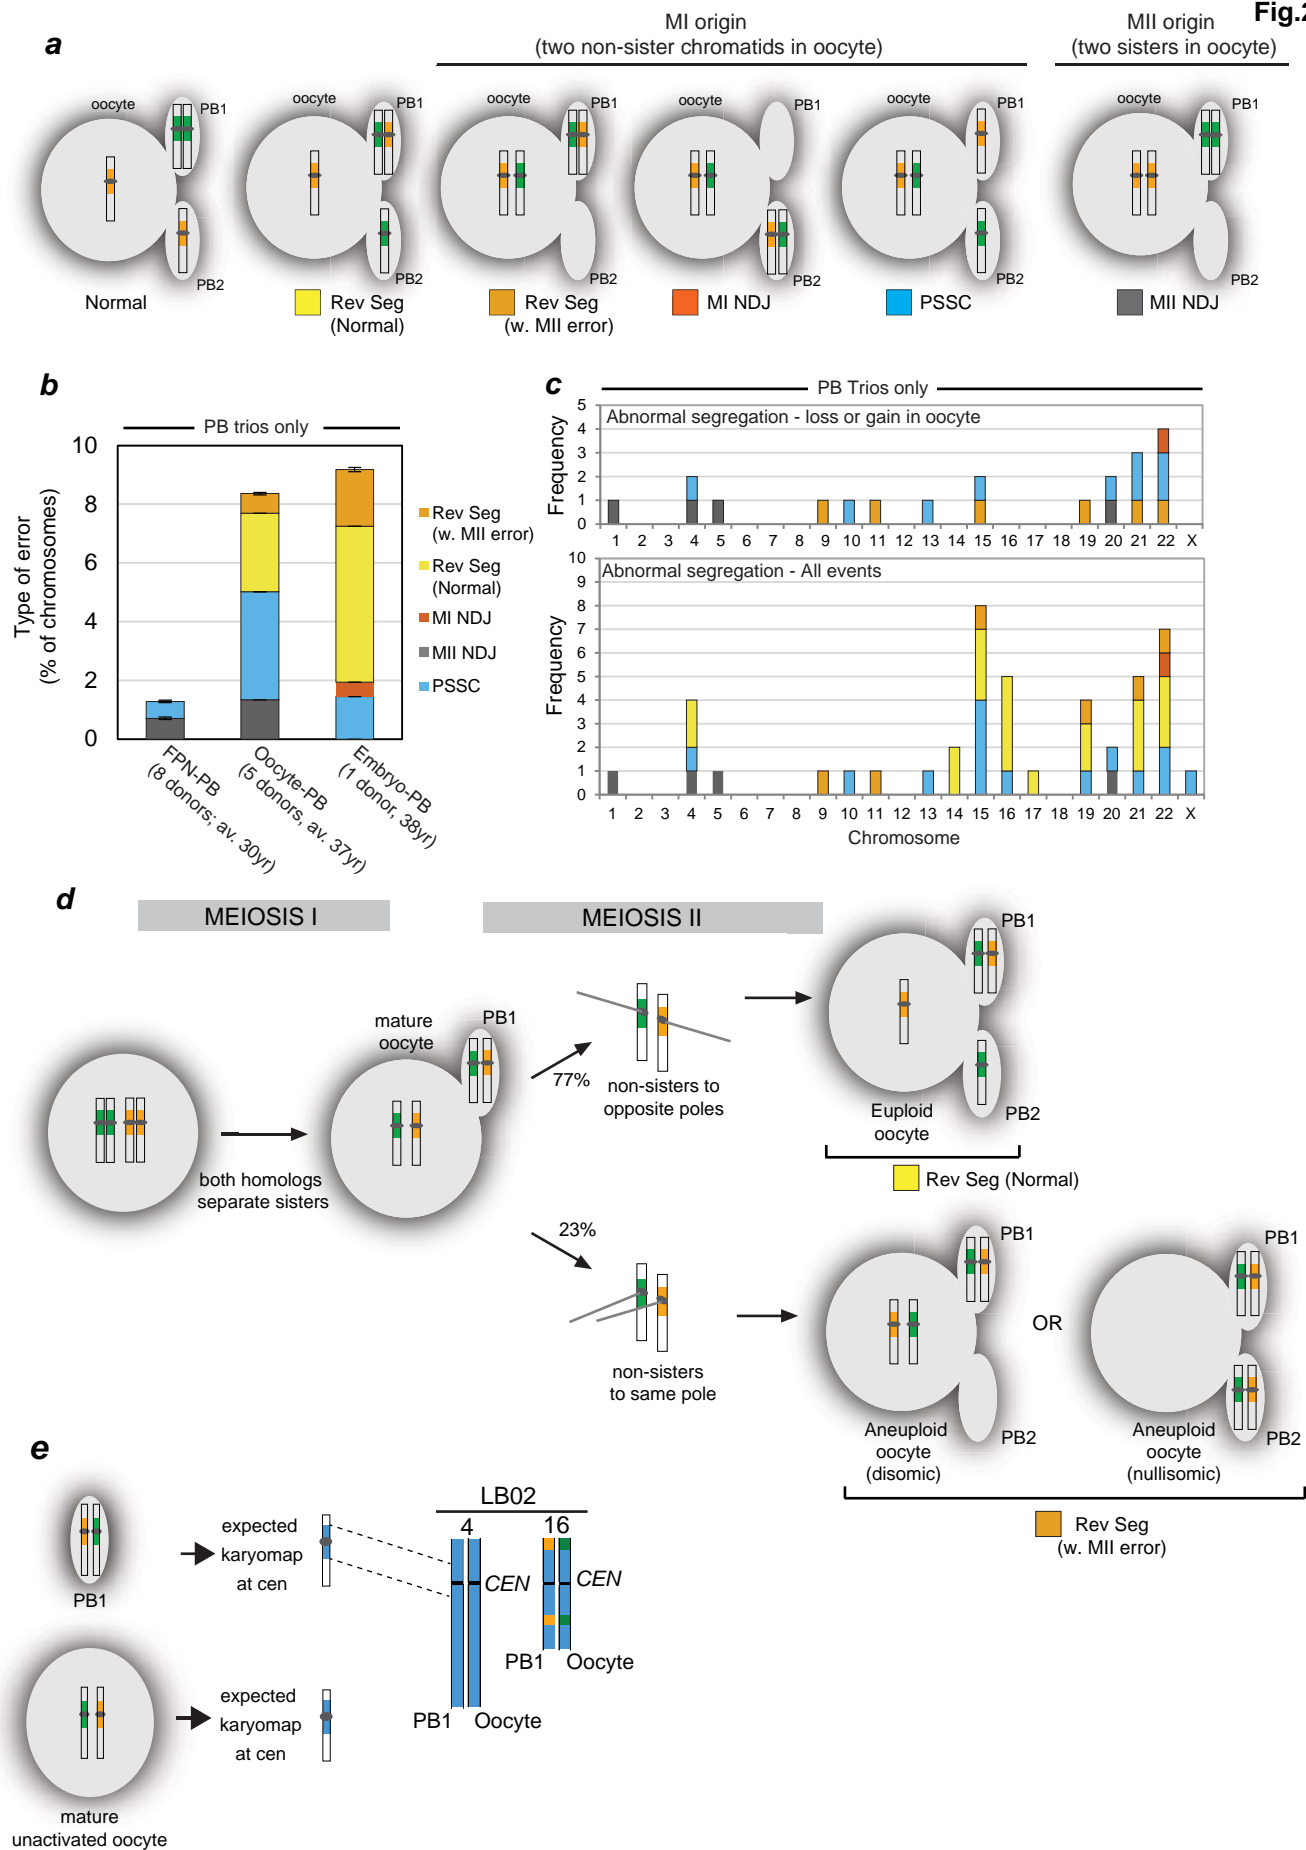 Fig.2
a
MI origin
(two non-sister chromatids in oocyte)
MII origin
(two sisters in oocyte)
oocyte
PB1
PB2
Normal
oocyte
PB1
PB2
Rev Seg
(Normal)
oocyte
PB1
PB2
Rev Seg
(w. MII error)
oocyte
PB1
PB2
MI NDJ
oocyte
PB1
PB2
PSSC
oocyte
PB1
PB2
MII NDJ
b
PB trios only
Type of error
(% of chromosomes)
10
8
6
4
2
0
FPN-PB
(8 donors; av. 30yr)
Oocyte-PB
(5 donors, av. 37yr)
Embryo-PB
(1 donor, 38yr)
Rev Seg
(w. MII error)
Rev Seg
(Normal)
MI NDJ
MII NDJ
PSSC
c
PB Trios only
Abnormal segregation - loss or gain in oocyte
Frequency
5
4
3
2
1
0
1 2 3 4 5 6 7 8 9 10 11 12 13 14 15 16 17 18 19 20 21 22 X
Abnormal segregation - All events
Frequency
10
9
8
7
6
5
4
3
2
1
0
1 2 3 4 5 6 7 8 9 10 11 12 13 14 15 16 17 18 19 20 21 22 X
Chromosome
d
MEIOSIS I
MEIOSIS II
both homologs
separate sisters
mature
oocyte
PB1
77%
non-sisters to
opposite poles
PB1
PB2
Euploid
oocyte
Rev Seg (Normal)
23%
non-sisters
to same pole
PB1
PB2
Aneuploid
oocyte
(disomic)
OR
PB1
PB2
Aneuploid
oocyte
(nullisomic)
Rev Seg
(w. MII error)
e
PB1
expected
karyomap
at cen
mature
unactivated oocyte
expected
karyomap
at cen
LB02
4
16
CEN
CEN
PB1
Oocyte
PB1
Oocyte